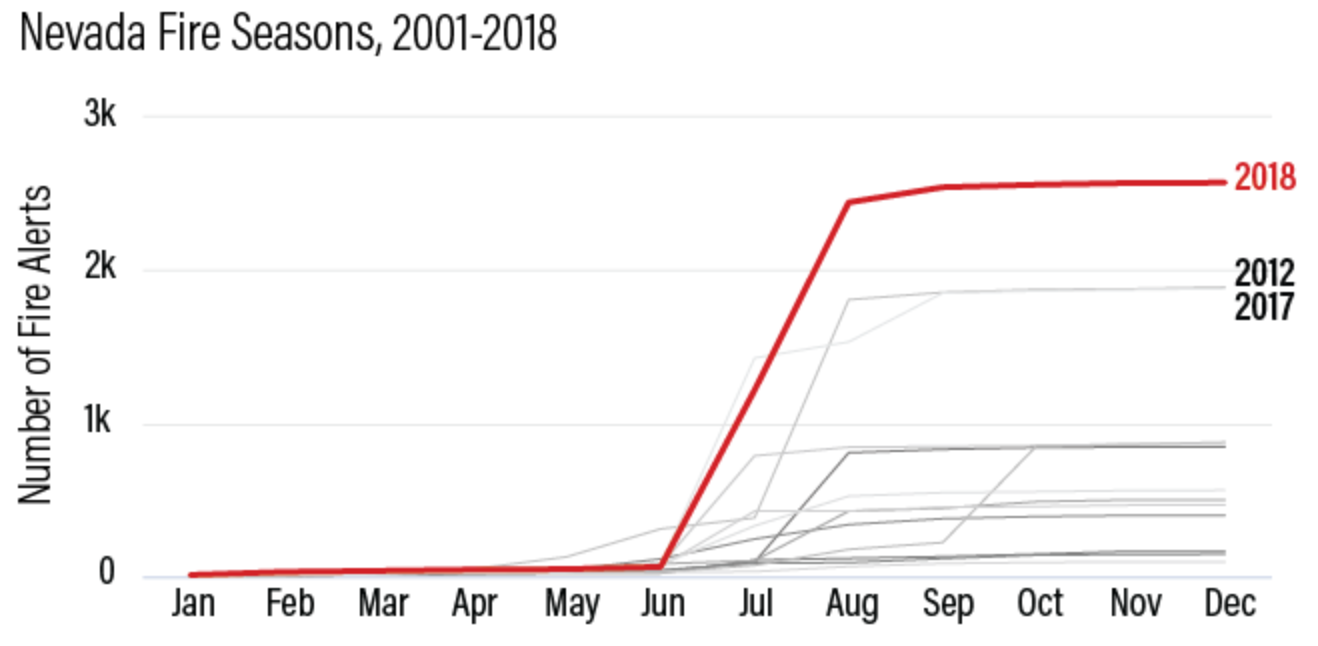 Nevada Fire Seasons, 2001-2018
Number of Fire Alerts
3k
2k
1k
0
2018
2012
2017
Jan Feb Mar Apr May Jun Jul Aug Sep Oct Nov Dec